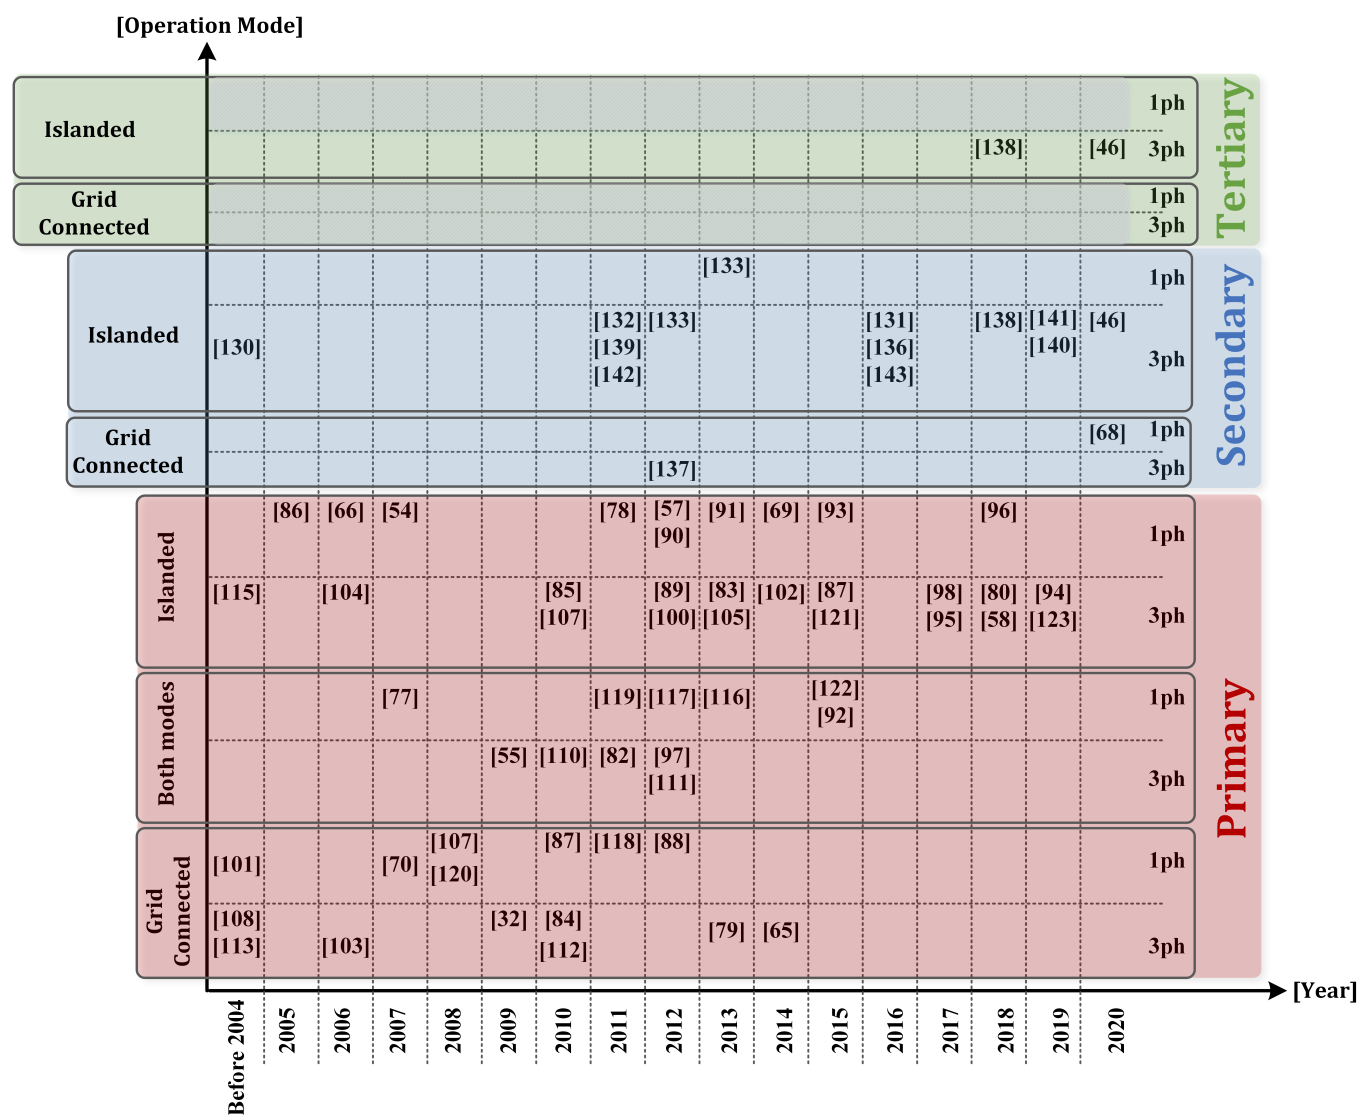 [Operation Mode]
Islanded
1ph
[138] [46] 3ph
Tertiary
Grid
Connected
1ph
3ph
[133]
1ph
Islanded
[132] [133] [131] [138] [141] [46]
[130] [139] [136] [140]
3ph
[142] [143]
Secondary
Grid
Connected
[68] 1ph
[137] 3ph
Islanded
[86] [66] [54] [78] [57] [91] [69] [93] [96]
[90] 1ph
[115] [104] [85] [89] [83] [102] [87] [98] [80] [94]
[107] [100] [105] [121] [95] [58] [123] 3ph
Both modes
[122]
[77] [119] [117] [116] 1ph
[92]
[55] [110] [82] [97]
[111] 3ph
Primary
Grid
Connected
[107] [87] [118] [88]
[101] [70] 1ph
[120]
[108] [32] [84]
[79] [65]
[113] [103] [112] 3ph
[Year]
Before 2004
2005
2006
2007
2008
2009
2010
2011
2012
2013
2014
2015
2016
2017
2018
2019
2020